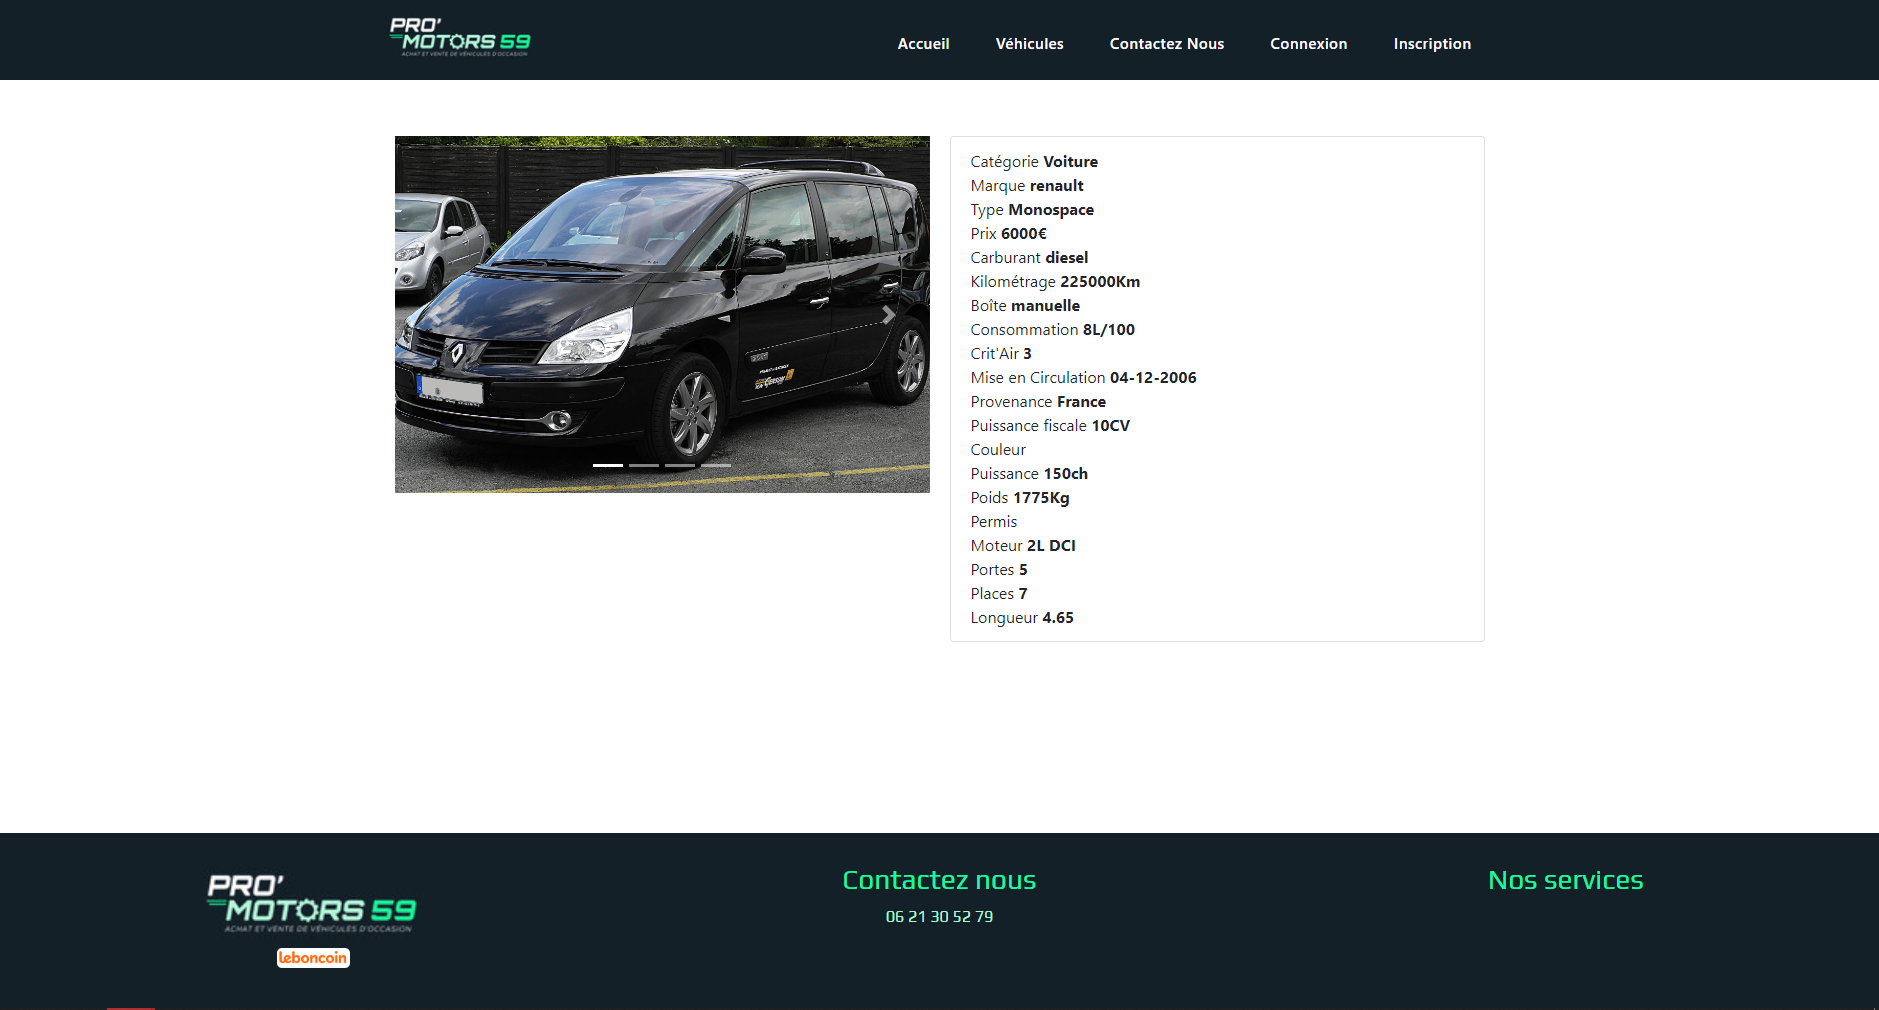 PRO'
MOTORS 59
ACHAT ET VENTE DE VÉHICULES D'OCCASION
Accueil
Véhicules
Contactez Nous
Connexion
Inscription
Catégorie Voiture
Marque renault
Type Monospace
Prix 6000€
Carburant diesel
Kilométrage 225000Km
Boîte manuelle
Consommation 8L/100
Crit'Air 3
Mise en Circulation 04-12-2006
Provenance France
Puissance fiscale 10CV
Couleur
Puissance 150ch
Poids 1775Kg
Permis
Moteur 2L DCI
Portes 5
Places 7
Longueur 4.65
PRO'
MOTORS 59
ACHAT ET VENTE DE VÉHICULES D'OCCASION
leboncoin
Contactez nous
06 21 30 52 79
Nos services